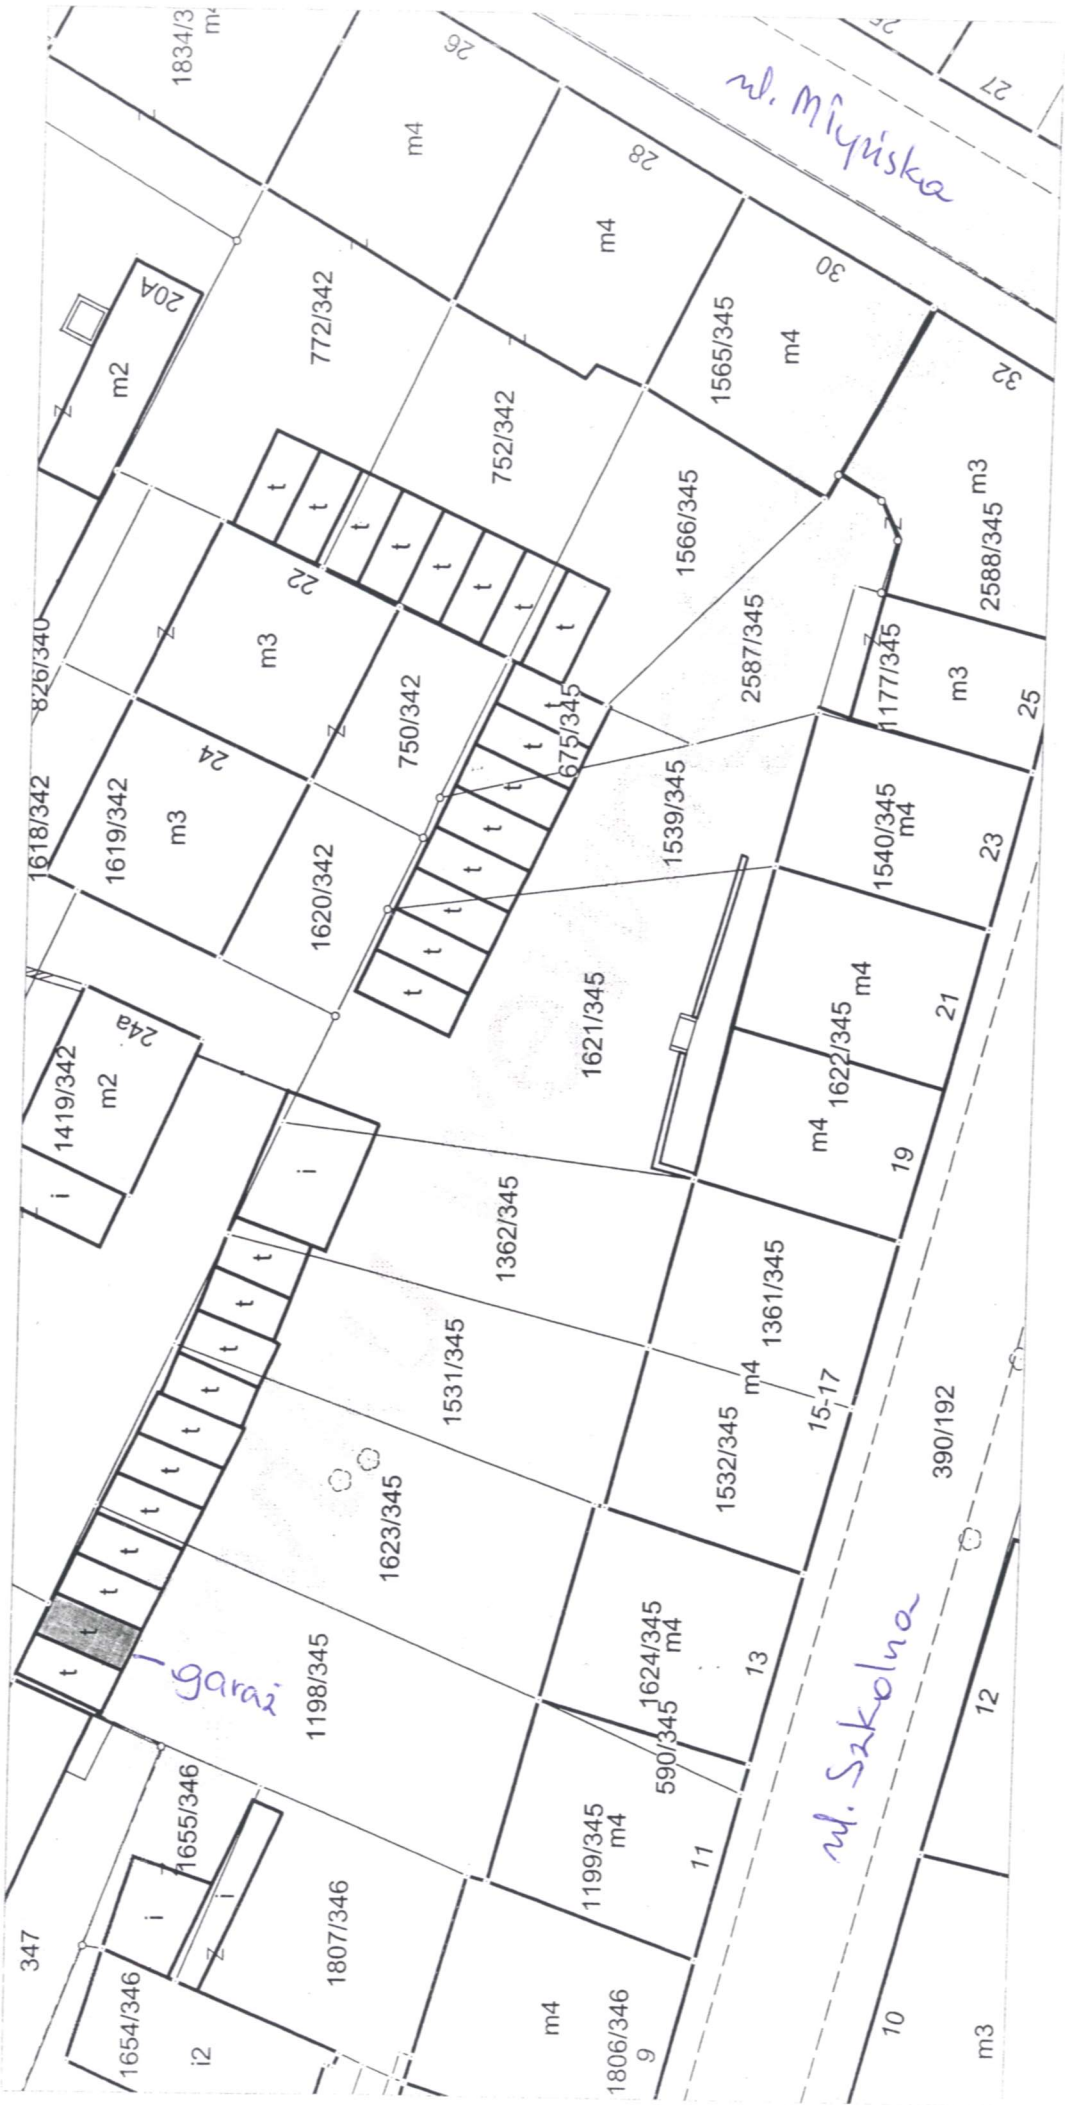 1834/3
26
ul. Młyńska
27
m4
28
20A
m4
772/342
30
m2
1565/345
m4
752/342
32
t
t
t
t
t
t
t
t
m3
2588/345
1566/345
22
m3
2587/345
826/340
1177/345
m3
25
750/342
675/345
t
t
t
t
t
t
t
t
24
1618/342
1619/342
m3
1539/345
1540/345
m4
23
1620/342
1621/345
m4
1622/345
21
24a
1419/342
m2
m4
19
i
i
1362/345
1361/345
t
t
t
t
t
t
t
t
t
t
t
1531/345
m4
15-17
1532/345
390/192
1623/345
garaż
1198/345
1624/345
m4
13
ul. Szkolna
12
590/345
1655/346
1199/345
m4
11
i
i
1807/346
347
1654/346
i2
m4
1806/346
9
10
m3